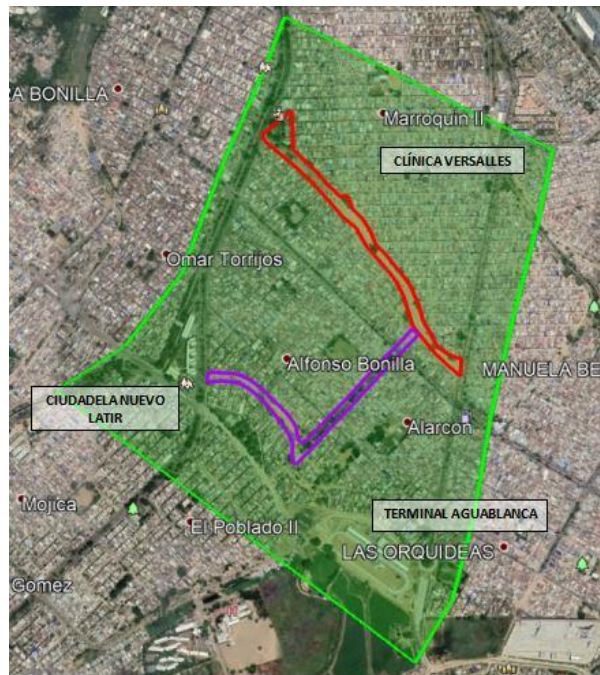 RA BONILLA
Marroquin II
CLÍNICA VERSALLES
Omar Torrijos
Alfonso Bonilla
MANUELA BE
CIUDADELA NUEVO
LATIR
Alarcon
Mojica
TERMINAL AGUABLANCA
El Poblado II
LAS ORQUIDEAS
Gomez